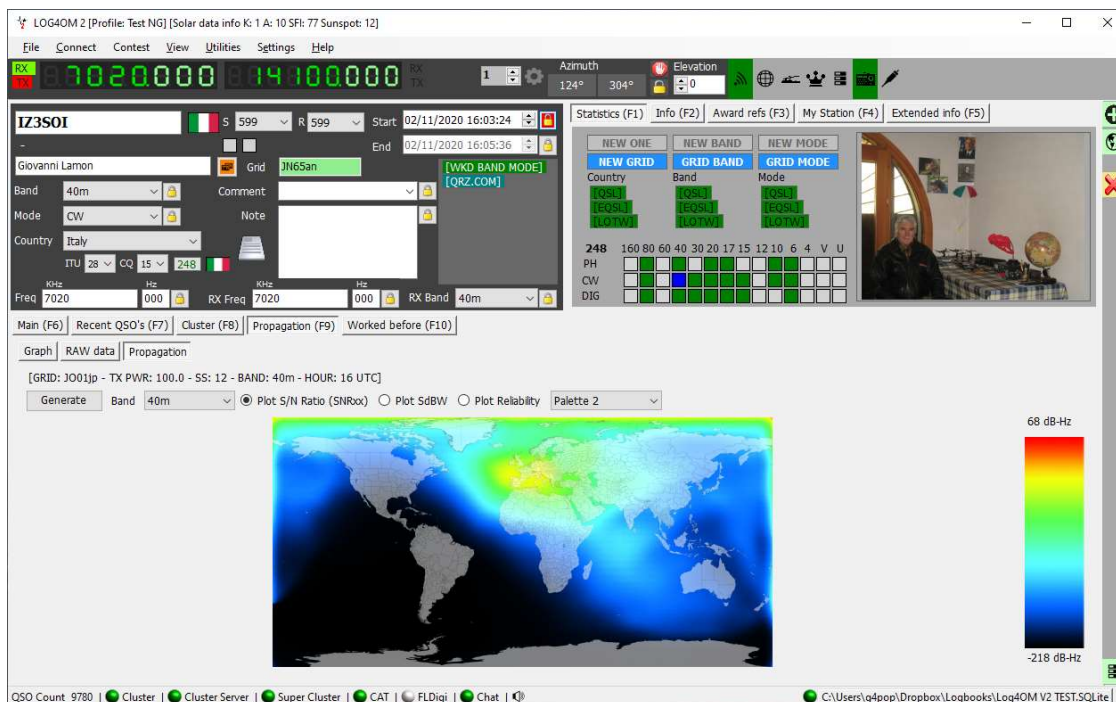 LOG4OM 2 [Profile: Test NG] [Solar data info K: 1 A: 10 SFI: 77 Sunspot: 12]
File Connect Contest View Utilities Settings Help
RX 7020.000 14100.000 RX 1 Azimuth Elevation
TX TX 124° 304° 0
IZ3SOI S 599 R 599 Start 02/11/2020 16:03:24
- End 02/11/2020 16:05:36
Giovanni Lamon Grid JN65an
[WKD BAND MODE]
[QRZ.COM]
Band 40m Comment
Mode CW Note
Country Italy
ITU 28 CQ 15 248
KHz Hz KHz Hz
Freq 7020 000 RX Freq 7020 000 RX Band 40m
Statistics (F1) Info (F2) Award refs (F3) My Station (F4) Extended info (F5)
NEW ONE NEW BAND NEW MODE
NEW GRID GRID BAND GRID MODE
Country Band Mode
[QSL] [QSL] [QSL]
[EQSL] [EQSL] [EQSL]
[LOTW] [LOTW] [LOTW]
248 160 80 60 40 30 20 17 15 12 10 6 4 V U
PH
CW
DIG
Main (F6) Recent QSO's (F7) Cluster (F8) Propagation (F9) Worked before (F10)
Graph RAW data Propagation
[GRID: JO01jp - TX PWR: 100.0 - SS: 12 - BAND: 40m - HOUR: 16 UTC]
Generate Band 40m Plot S/N Ratio (SNRxx) Plot SdBW Plot Reliability Palette 2
68 dB-Hz
-218 dB-Hz
QSO Count 9780 | Cluster | Cluster Server | Super Cluster | CAT | FLDigi | Chat | C:\Users\g4pop\Dropbox\Logbooks\Log4OM V2 TEST.SQLite